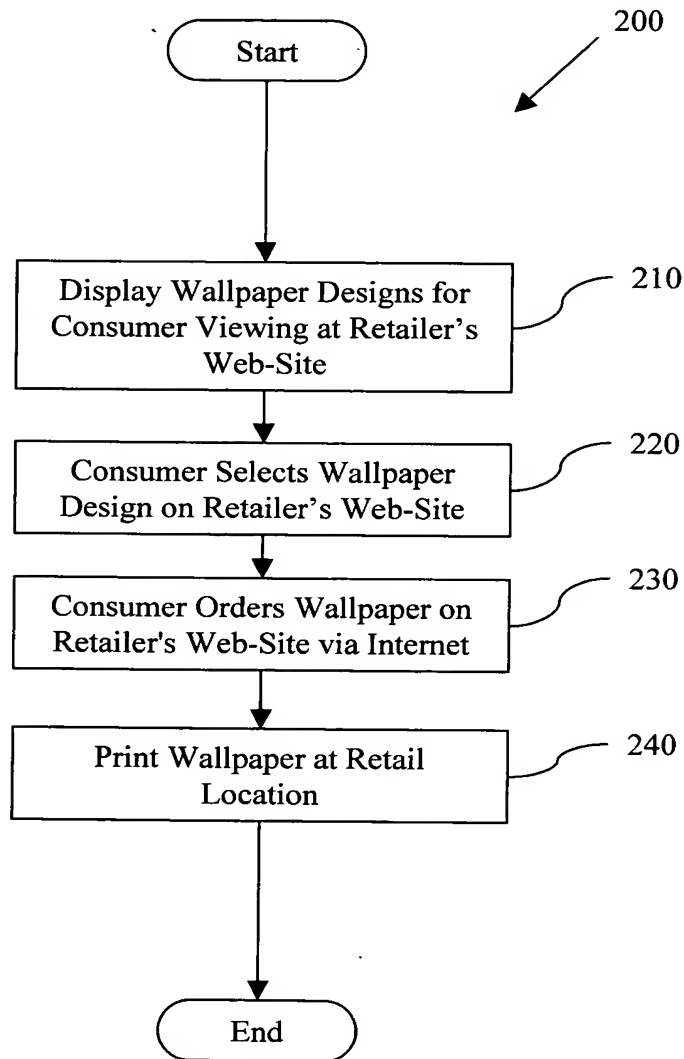 200
Start
Display Wallpaper Designs for
Consumer Viewing at Retailer's
Web-Site
210
Consumer Selects Wallpaper
Design on Retailer's Web-Site
220
Consumer Orders Wallpaper on
Retailer's Web-Site via Internet
230
Print Wallpaper at Retail
Location
240
End